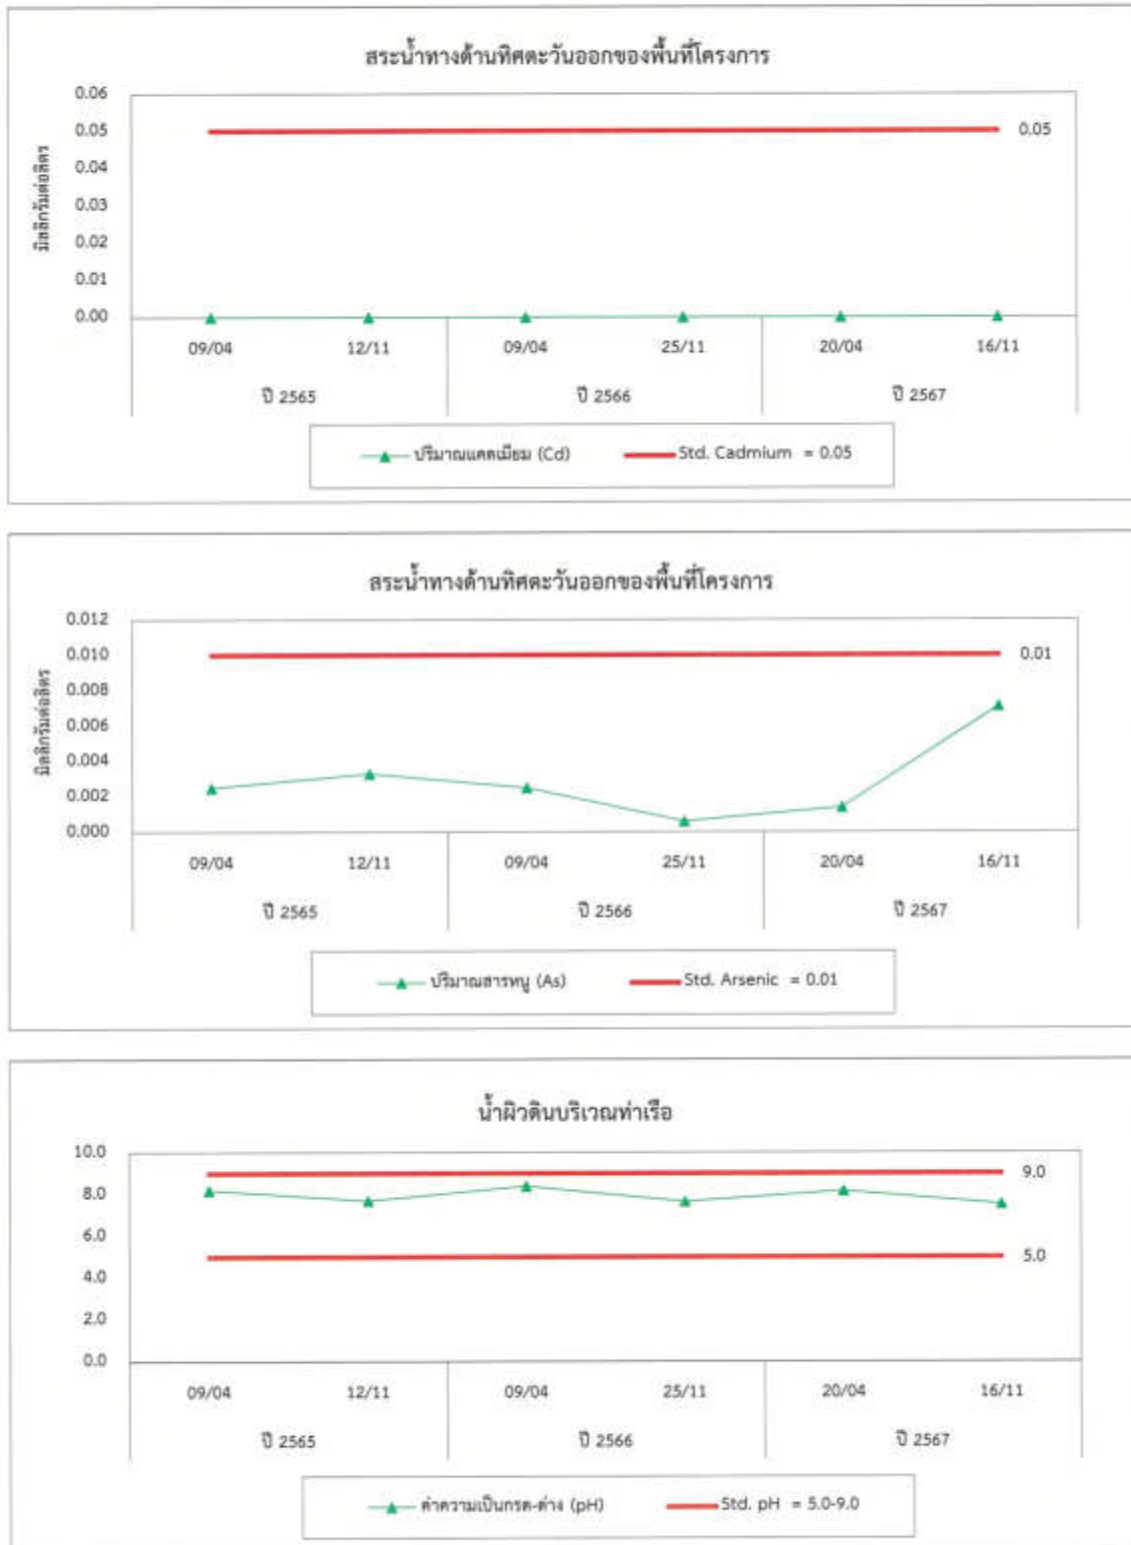 สระน้ำทางด้านทิศตะวันออกของพื้นที่โครงการ
มิลลิกรัมต่อลิตร
0.06
0.05
0.04
0.03
0.02
0.01
0.00
0.05
09/04 12/11 09/04 25/11 20/04 16/11
ปี 2565 ปี 2566 ปี 2567
ปริมาณแคดเมียม (Cd) Std. Cadmium = 0.05
สระน้ำทางด้านทิศตะวันออกของพื้นที่โครงการ
มิลลิกรัมต่อลิตร
0.012
0.010
0.008
0.006
0.004
0.002
0.000
0.01
09/04 12/11 09/04 25/11 20/04 16/11
ปี 2565 ปี 2566 ปี 2567
ปริมาณสารหนู (As) Std. Arsenic = 0.01
น้ำผิวดินบริเวณท่าเรือ
10.0
8.0
6.0
4.0
2.0
0.0
9.0
5.0
09/04 12/11 09/04 25/11 20/04 16/11
ปี 2565 ปี 2566 ปี 2567
ค่าความเป็นกรด-ด่าง (pH) Std. pH = 5.0-9.0